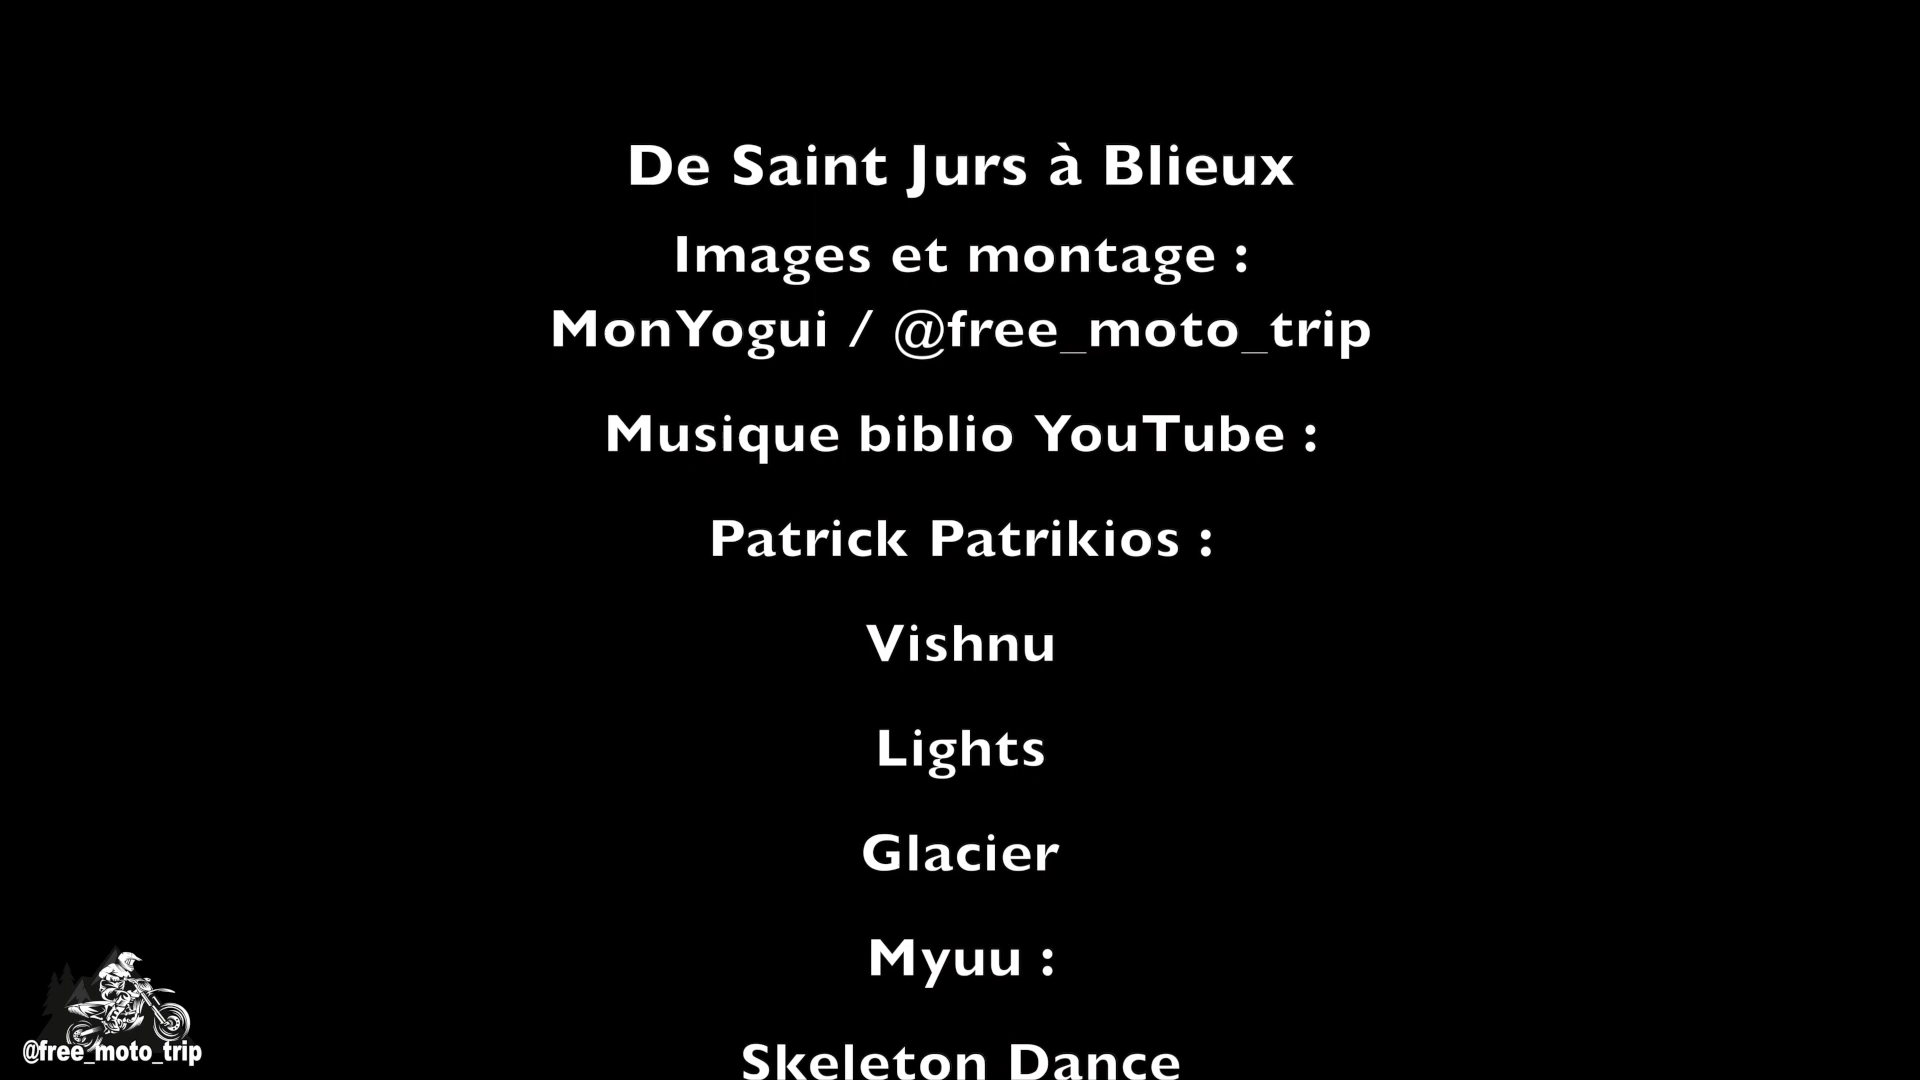 De Saint Jurs à Blieux
Images et montage :
MonYogui / @free_moto_trip
Musique biblio YouTube :
Patrick Patrikios :
Vishnu
Lights
Glacier
Myuu :
Skeleton Dance
@free_moto_trip